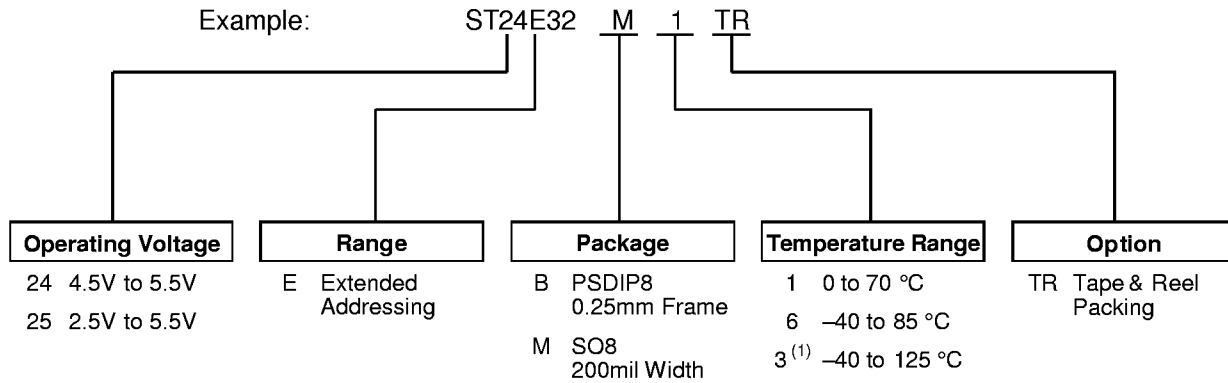 Example: ST24E32 M 1 TR
Operating Voltage
24 4.5V to 5.5V
25 2.5V to 5.5V
Range
E Extended
Addressing
Package
B PSDIP8
0.25mm Frame
M SO8
200mil Width
Temperature Range
1 0 to 70 °C
6 –40 to 85 °C
3 (1) –40 to 125 °C
Option
TR Tape & Reel
Packing